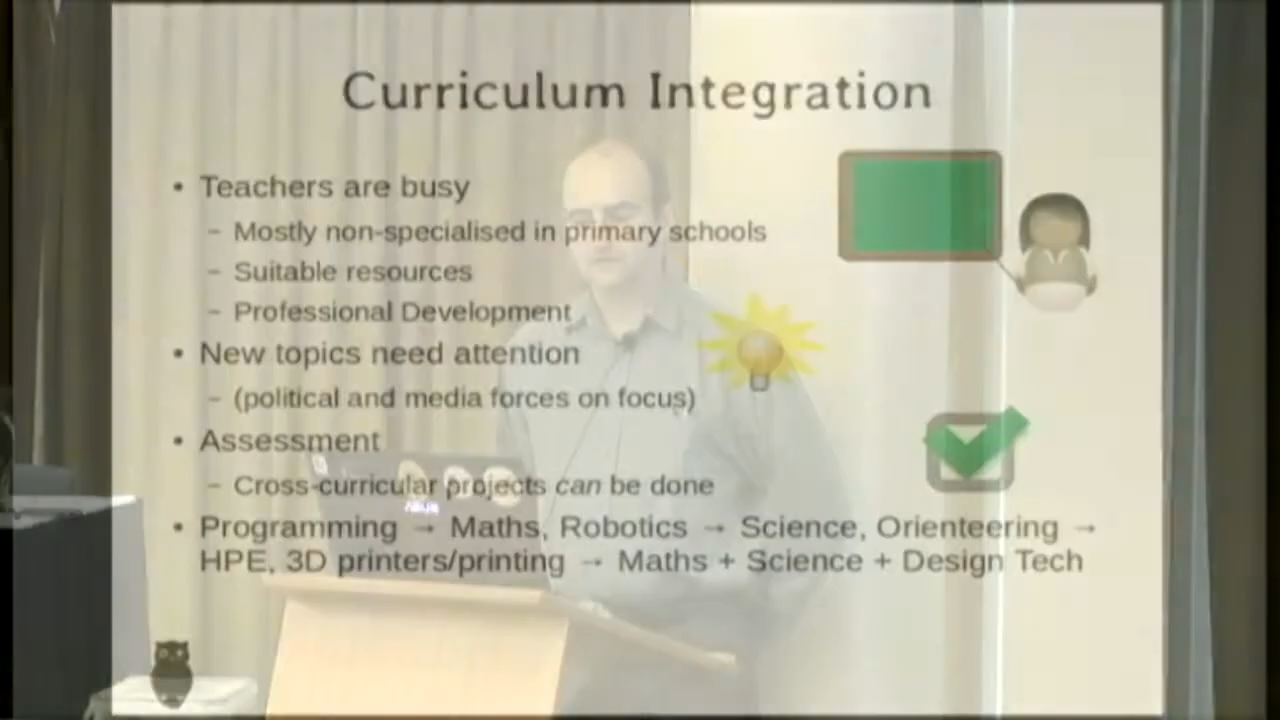 Curriculum Integration
• Teachers are busy
– Mostly non-specialised in primary schools
– Suitable resources
– Professional Development
• New topics need attention
– (political and media forces on focus)
• Assessment
– Cross-curricular projects can be done
• Programming → Maths, Robotics → Science, Orienteering →
HPE, 3D printers/printing → Maths + Science + Design Tech